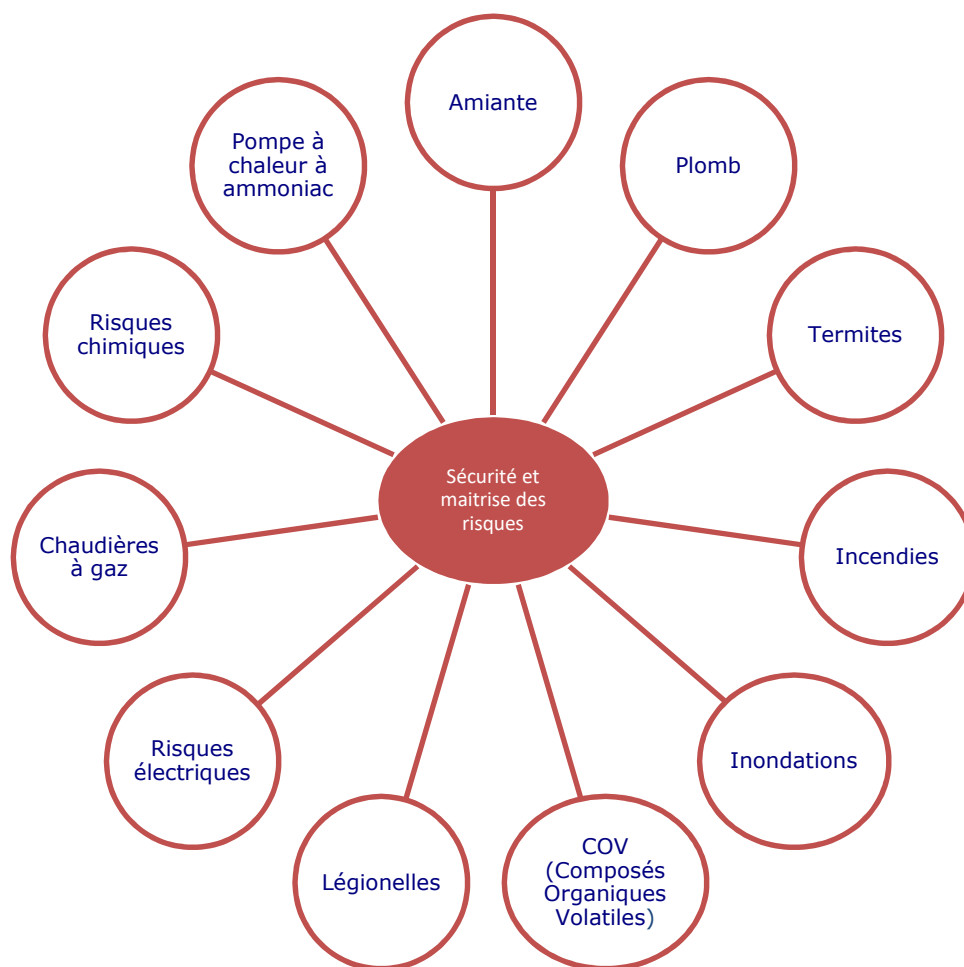 Amiante
Plomb
Termites
Incendies
Inondations
COV
(Composés
Organiques
Volatiles)
Légionelles
Risques
électriques
Chaudières
à gaz
Risques
chimiques
Pompe à
chaleur à
ammoniac
Sécurité et
maitrise des
risques